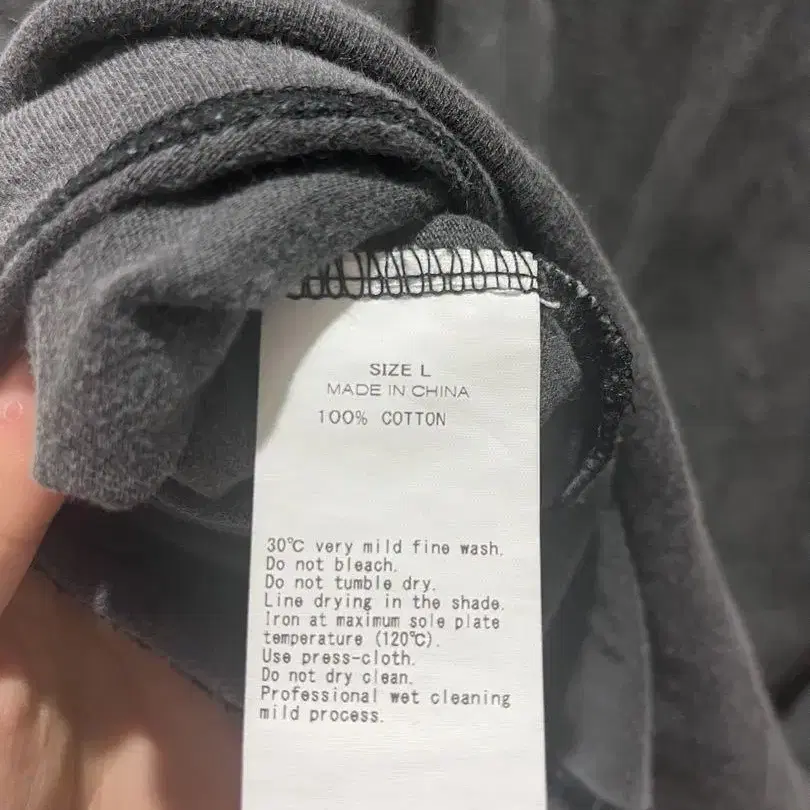 SIZE L
MADE IN CHINA
100% COTTON
30℃ very mild fine wash.
Do not bleach.
Do not tumble dry.
Line drying in the shade.
Iron at maximum sole plate
temperature (120℃).
Use press-cloth.
Do not dry clean.
Professional wet cleaning
mild process.